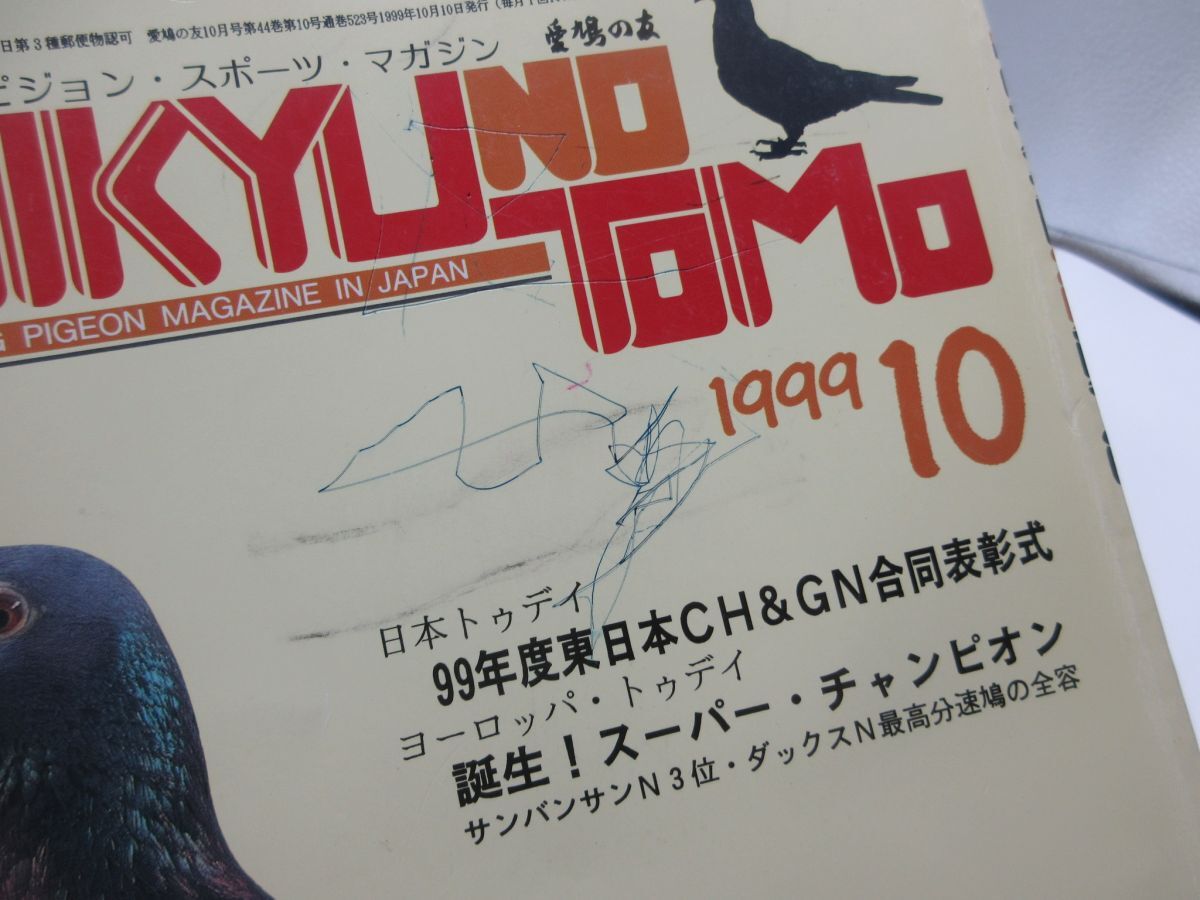 日第3種郵便物認可 愛鳩の友10月号第44巻第10号通巻523号1999年10月10日発行(毎月1回
愛鳩の友
ピジョン・スポーツ・マガジン
IKYU NO TOMO
G PIGEON MAGAZINE IN JAPAN
1999 10
日本トゥデイ
99年度東日本CH&GN合同表彰式
ヨーロッパ・トゥデイ
誕生!スーパー・チャンピオン
サンバンサンN3位・ダックスN最高分速鳩の全容